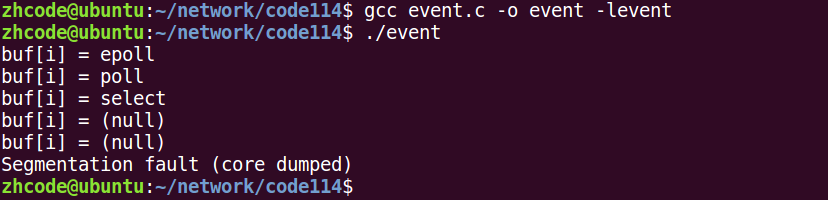 zhcode@ubuntu:~/network/code114$ gcc event.c -o event -levent
zhcode@ubuntu:~/network/code114$ ./event
buf[i] = epoll
buf[i] = poll
buf[i] = select
buf[i] = (null)
buf[i] = (null)
Segmentation fault (core dumped)
zhcode@ubuntu:~/network/code114$